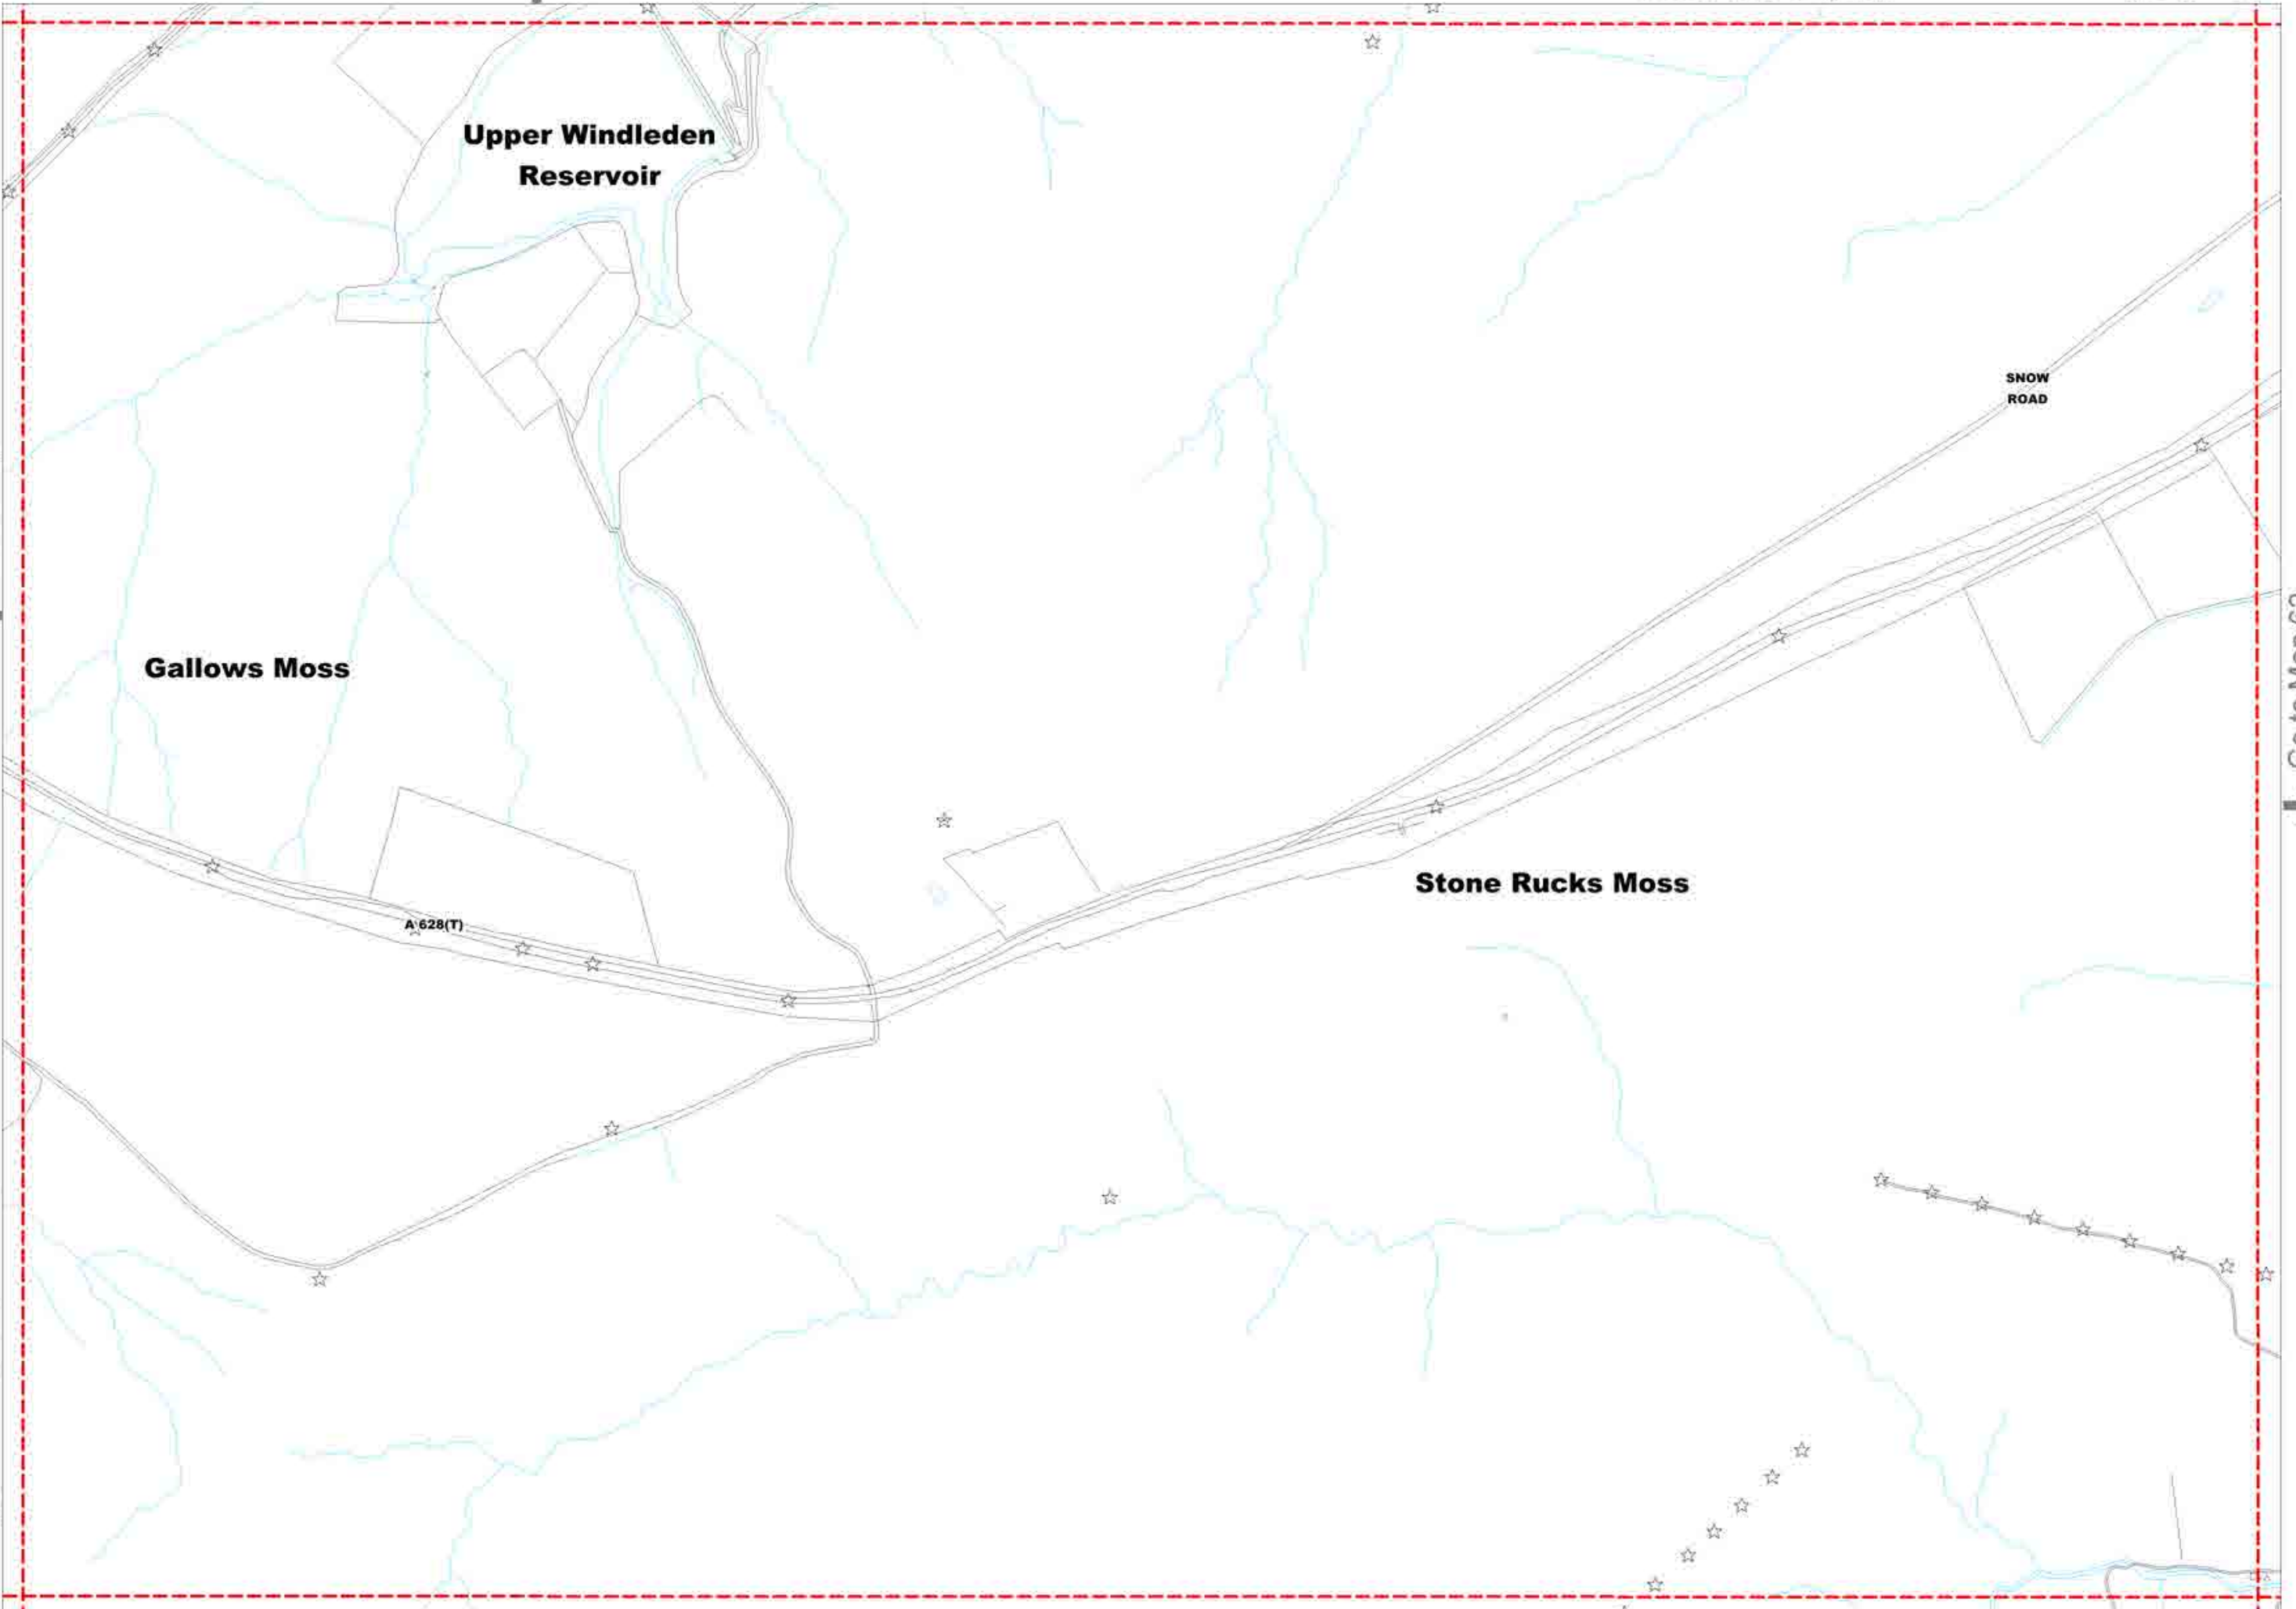 Upper Windleden
Reservoir
SNOW
ROAD
Gallows Moss
Stone Rucks Moss
A 628(T)